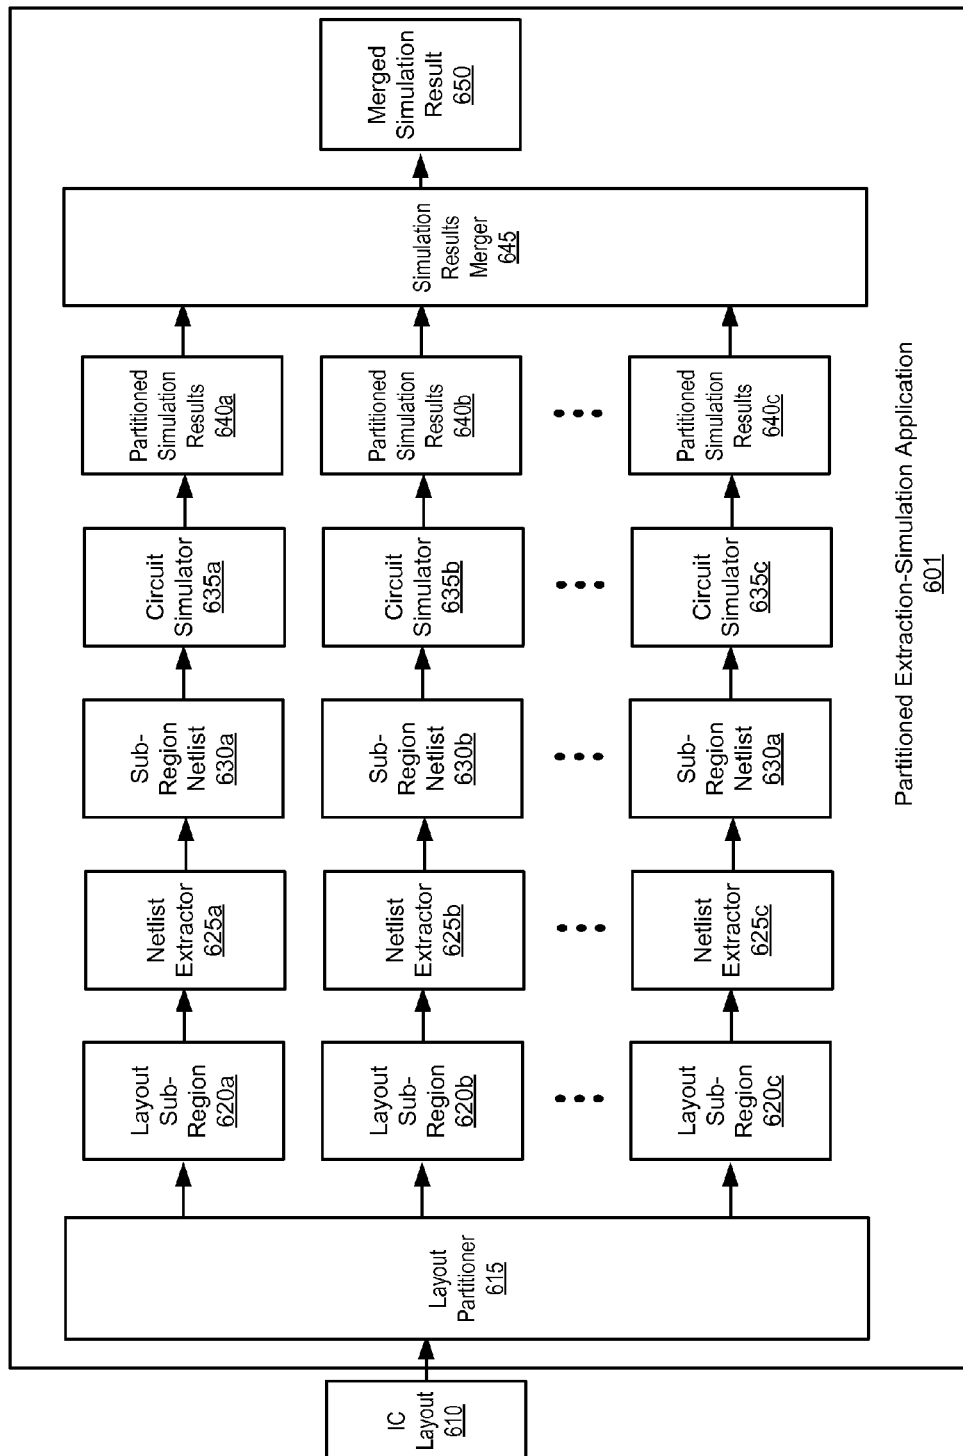 IC
Layout
610
Layout
Partitioner
615
Layout
Sub-
Region
620a
Netlist
Extractor
625a
Sub-
Region
Netlist
630a
Circuit
Simulator
635a
Partitioned
Simulation
Results
640a
Layout
Sub-
Region
620b
Netlist
Extractor
625b
Sub-
Region
Netlist
630b
Circuit
Simulator
635b
Partitioned
Simulation
Results
640b
Layout
Sub-
Region
620c
Netlist
Extractor
625c
Sub-
Region
Netlist
630a
Circuit
Simulator
635c
Partitioned
Simulation
Results
640c
Simulation
Results
Merger
645
Merged
Simulation
Result
650
Partitioned Extraction-Simulation Application
601